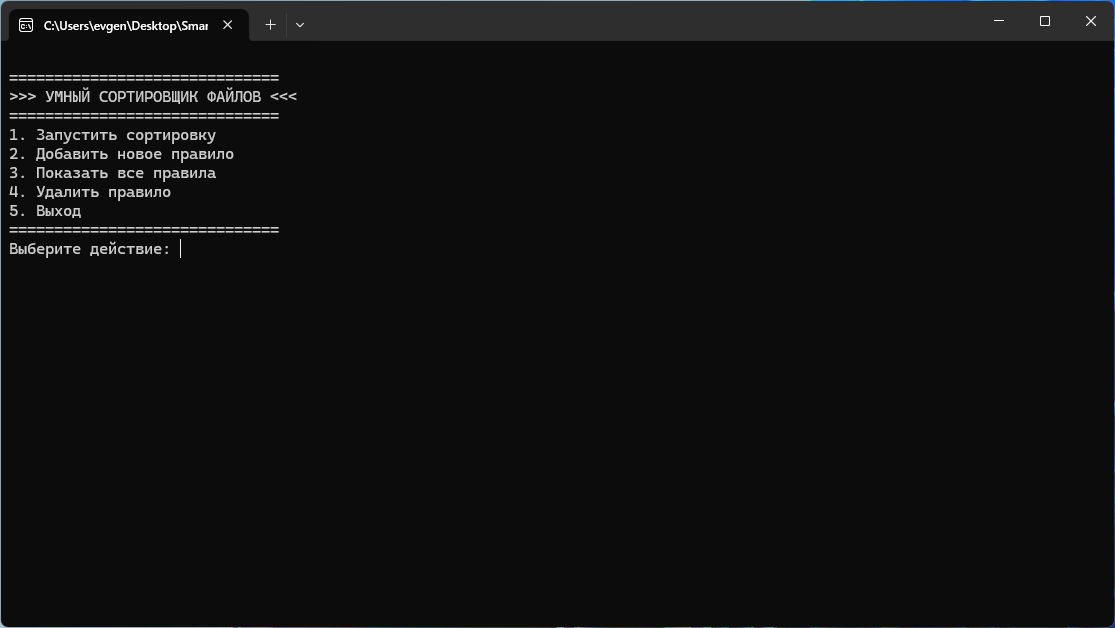 C:\Users\evgen\Desktop\Smar
==============================
>>> УМНЫЙ СОРТИРОВЩИК ФАЙЛОВ <<<
==============================
1. Запустить сортировку
2. Добавить новое правило
3. Показать все правила
4. Удалить правило
5. Выход
==============================
Выберите действие: